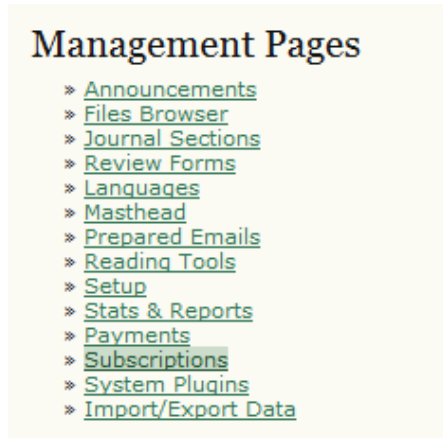 Management Pages
» Announcements
» Files Browser
» Journal Sections
» Review Forms
» Languages
» Masthead
» Prepared Emails
» Reading Tools
» Setup
» Stats & Reports
» Payments
» Subscriptions
» System Plugins
» Import/Export Data